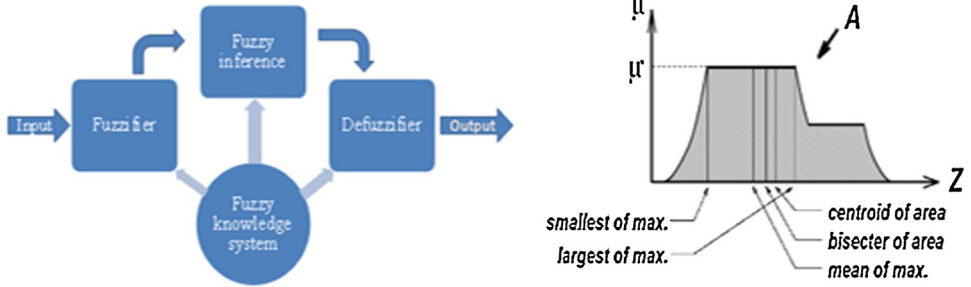 Fuzzy
inference
Input
Fuzzifier
Defuzzifier
Output
Fuzzy
knowledge
system
μ
A
μ'
Z
smallest of max.
largest of max.
centroid of area
bisecter of area
mean of max.